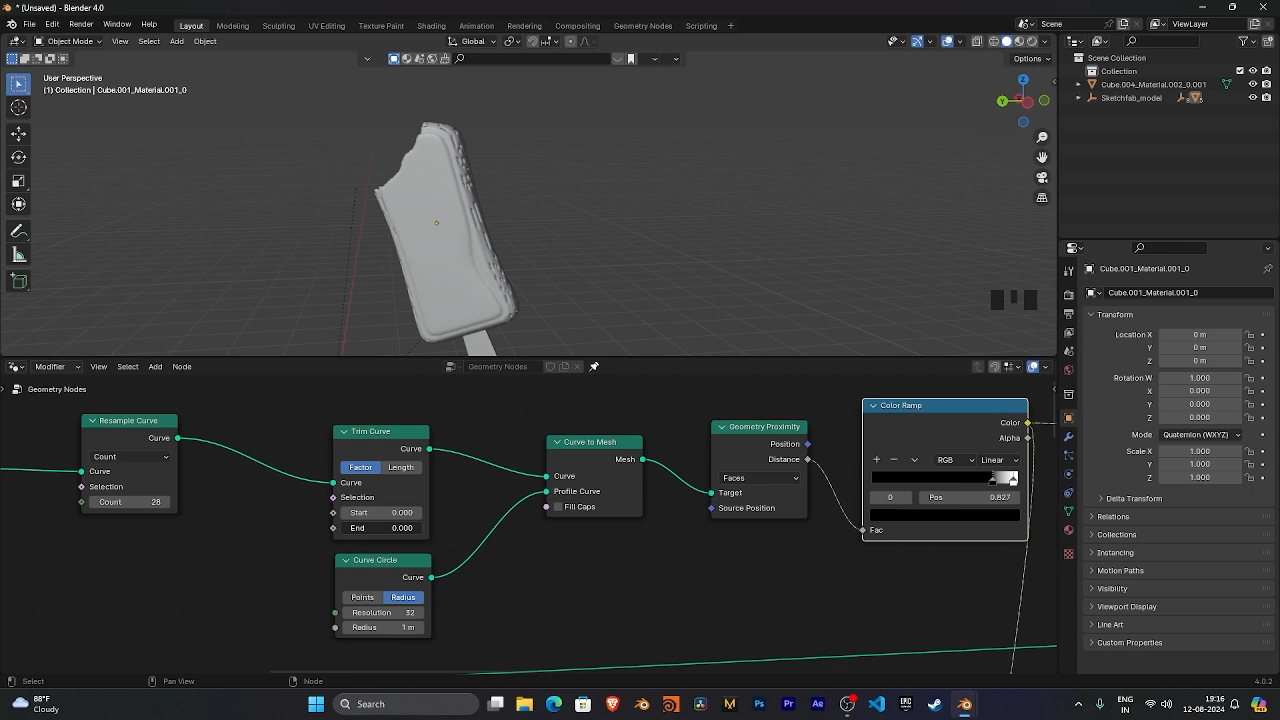 * (Unsaved) - Blender 4.0
File Edit Render Window Help
Layout Modeling Sculpting UV Editing Texture Paint Shading Animation Rendering Compositing Geometry Nodes Scripting +
Scene
ViewLayer
Object Mode View Select Add Object
Global
Options
User Perspective
(1) Collection | Cube.001_Material.001_0
Z
Y
Scene Collection
Collection
Cube.004_Material.002_0.001
Sketchfab_model
Cube.001_Material.001_0
Cube.001_Material.001_0
Transform
Location X 0 m
Y 0 m
Z 0 m
Rotation W 1.000
X 0.000
Y 0.000
Z 0.000
Mode Quaternion (WXYZ)
Scale X 1.000
Y 1.000
Z 1.000
Delta Transform
Relations
Collections
Instancing
Motion Paths
Visibility
Viewport Display
Line Art
Custom Properties
Modifier View Select Add Node
Geometry Nodes
Geometry Nodes
Resample Curve
Curve
Count
Curve
Selection
Count 28
Trim Curve
Curve
Factor Length
Curve
Selection
Start 0.000
End 0.000
Curve Circle
Curve
Points Radius
Resolution 32
Radius 1 m
Curve to Mesh
Mesh
Curve
Profile Curve
Fill Caps
Geometry Proximity
Position
Distance
Faces
Target
Source Position
Color Ramp
Color
Alpha
RGB Linear
0 Pos 0.827
Fac
Select Pan View Node 4.0.2
88°F
Cloudy
Search
ENG
IN
19:16
12-08-2024